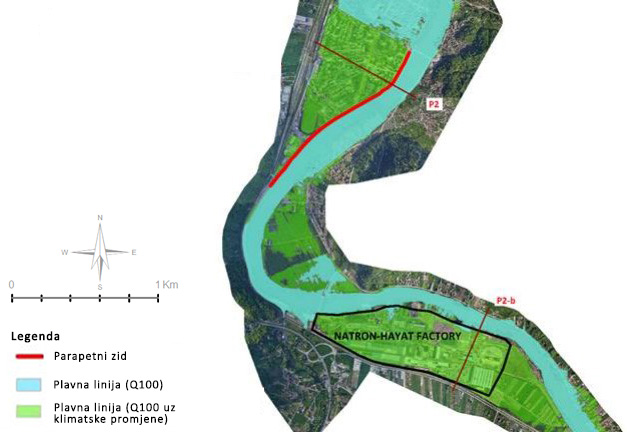 P2
N
W
E
S
0
1 Km
P2-b
NATRON-HAYAT FACTORY
Legenda
Parapetni zid
Plavna linija (Q100)
Plavna linija (Q100 uz
klimatske promjene)